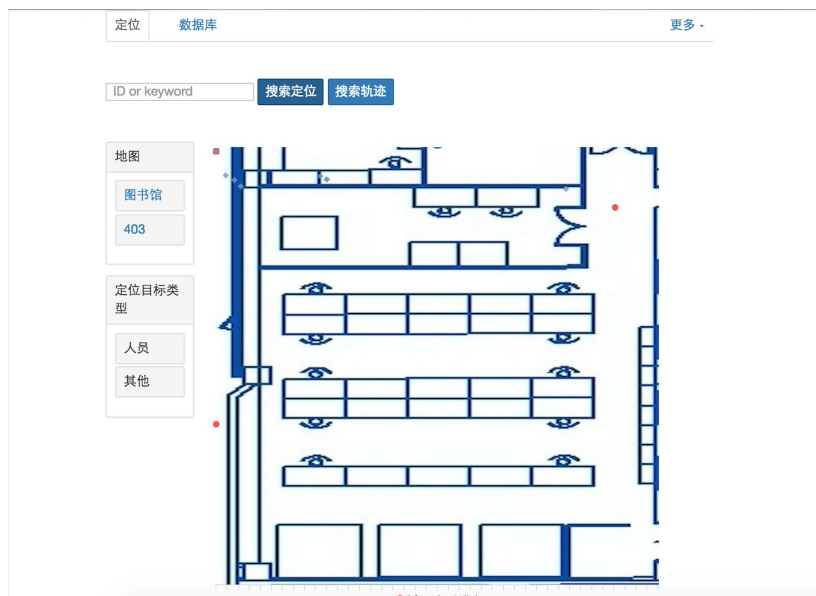 定位 数据库 更多
ID or keyword 搜索定位 搜索轨迹
地图
图书馆
403
定位目标类
型
人员
其他